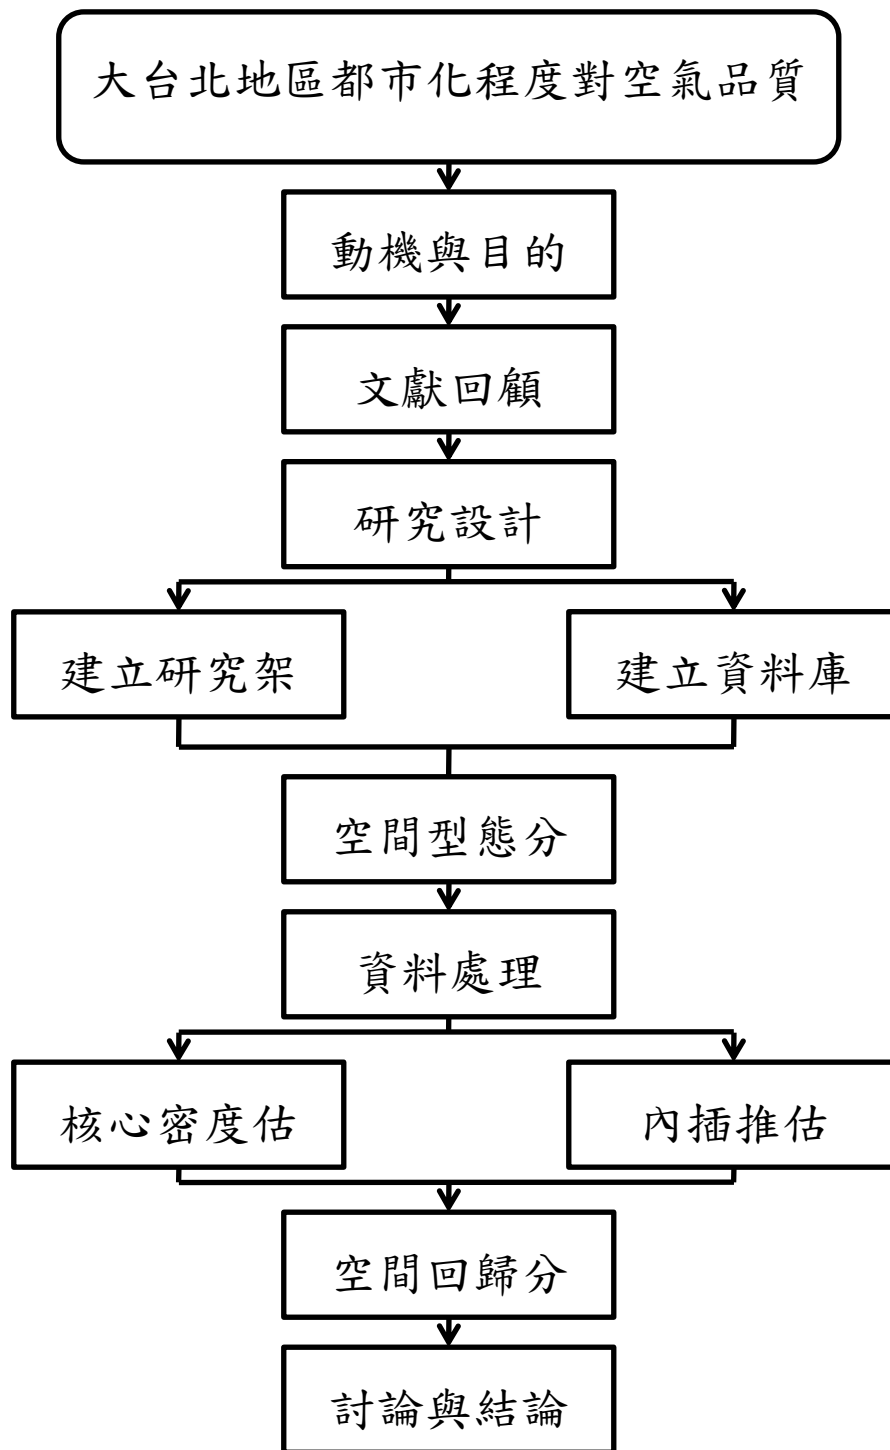 大台北地區都市化程度對空氣品質
動機與目的
文獻回顧
研究設計
建立研究架
建立資料庫
空間型態分
資料處理
核心密度估
內插推估
空間回歸分
討論與結論